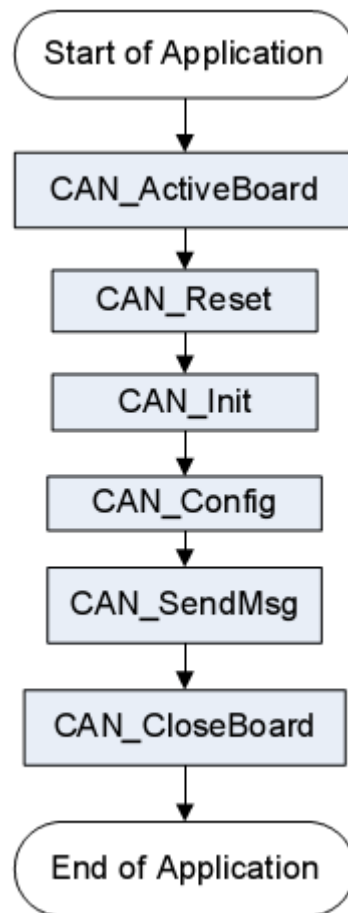 Start of Application
CAN_ActiveBoard
CAN_Reset
CAN_Init
CAN_Config
CAN_SendMsg
CAN_CloseBoard
End of Application